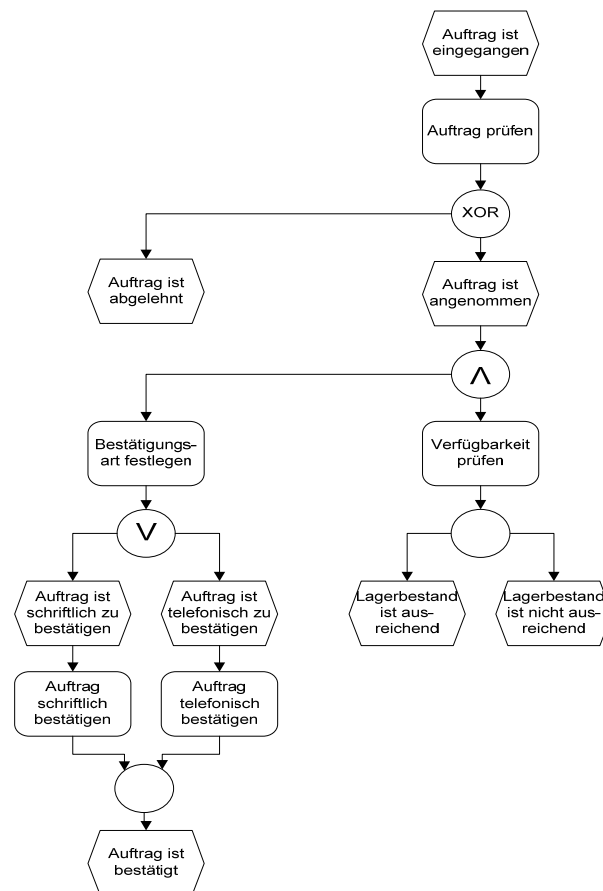 Auftrag ist
eingegangen
Auftrag prüfen
XOR
Auftrag ist
abgelehnt
Auftrag ist
angenommen
Λ
Bestätigungs-
art festlegen
Verfügbarkeit
prüfen
V
Auftrag ist
schriftlich zu
bestätigen
Auftrag ist
telefonisch zu
bestätigen
Lagerbestand
ist aus-
reichend
Lagerbestand
ist nicht aus-
reichend
Auftrag
schriftlich
bestätigen
Auftrag
telefonisch
bestätigen
Auftrag ist
bestätigt